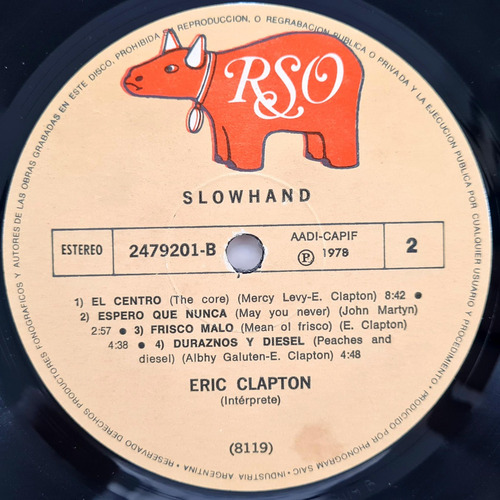 RSO
SLOWHAND
ESTEREO
2479201-B
AADI-CAPIF
Ⓟ 1978
2
1) EL CENTRO (The core) (Mercy Levy-E. Clapton) 8:42 •
2) ESPERO QUE NUNCA (May you never) (John Martyn)
2:57 • 3) FRISCO MALO (Mean ol frisco) (E. Clapton)
4:38 • 4) DURAZNOS Y DIESEL (Peaches and
diesel) (Albhy Galuten-E. Clapton) 4:48
ERIC CLAPTON
(Intérprete)
(8119)
RESERVADO DERECHOS PRODUCTORES FONOGRAFICOS Y AUTORES DE LAS OBRAS GRABADAS EN ESTE DISCO, PROHIBIDA SU REPRODUCCION, O REGRABACION PUBLICA O PRIVADA Y LA EJECUCION PUBLICA POR CUALQUIER USUARIO Y PROCEDIMIENTO • PRODUCIDO POR PHONOGRAM SAIC • INDUSTRIA ARGENTINA •